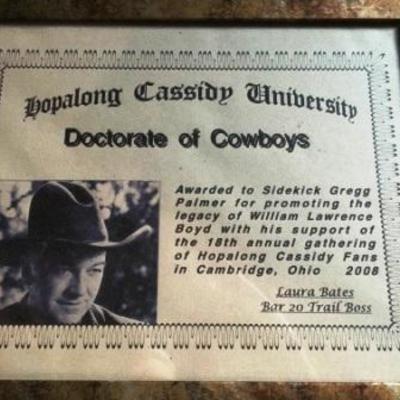 Hopalong Cassidy University
Doctorate of Cowboys
Awarded to Sidekick Gregg
Palmer for promoting the
legacy of William Lawrence
Boyd with his support of
the 18th annual gathering
of Hopalong Cassidy Fans
in Cambridge, Ohio 2008
Laura Bates
Bar 20 Trail Boss